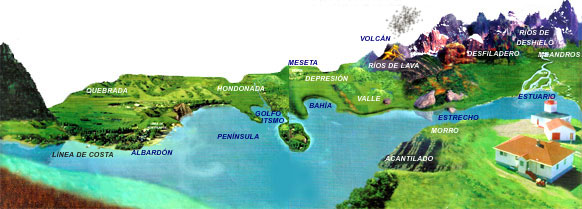 VOLCÁN
RÍOS DE
DESHIELO
DESFILADERO
MEANDROS
MESETA
RÍOS DE LAVA
DEPRESIÓN
QUEBRADA
HONDONADA
VALLE
BAHÍA
ESTUARIO
GOLFO
ITSMO
ESTRECHO
PENÍNSULA
MORRO
LÍNEA DE COSTA
ALBARDÓN
ACANTILADO